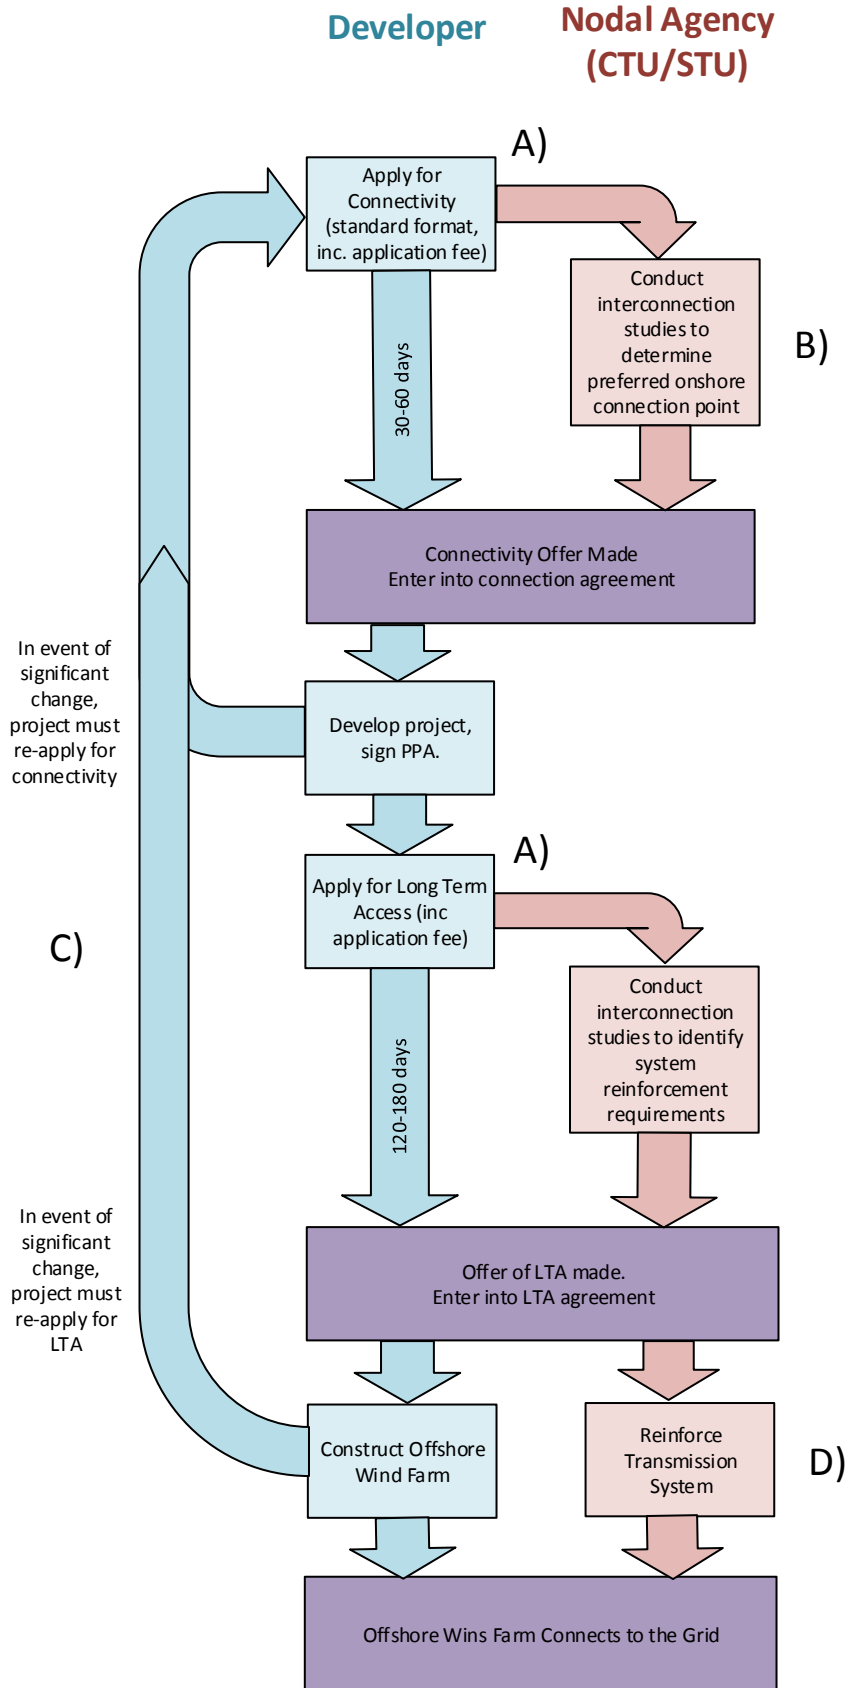 Developer
Nodal Agency
(CTU/STU)
A)
Apply for
Connectivity
(standard format,
inc. application fee)
Conduct
interconnection
studies to
determine
preferred onshore
connection point
B)
30-60 days
Connectivity Offer Made
Enter into connection agreement
In event of
significant
change,
project must
re-apply for
connectivity
Develop project,
sign PPA.
A)
Apply for Long Term
Access (inc
application fee)
C)
Conduct
interconnection
studies to identify
system
reinforcement
requirements
120-180 days
In event of
significant
change,
project must
re-apply for
LTA
Offer of LTA made.
Enter into LTA agreement
Construct Offshore
Wind Farm
Reinforce
Transmission
System
D)
Offshore Wins Farm Connects to the Grid